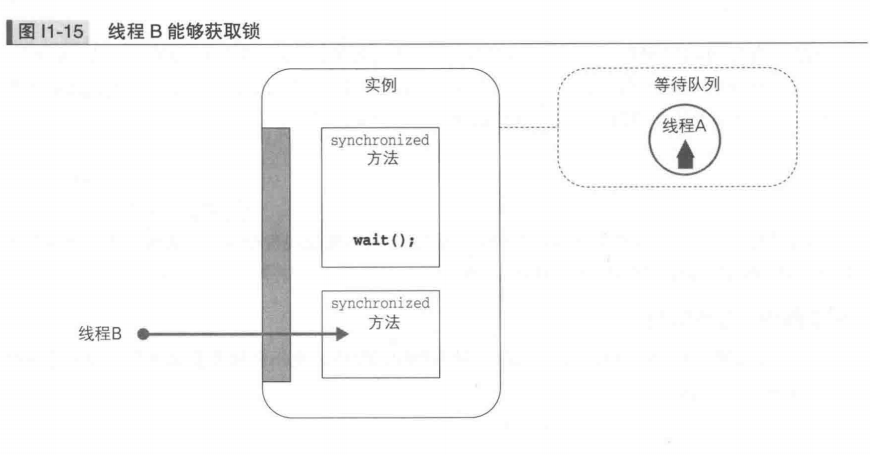 图 I1-15 线程 B 能够获取锁
实例
等待队列
线程A
synchronized
方法
wait();
synchronized
方法
线程B